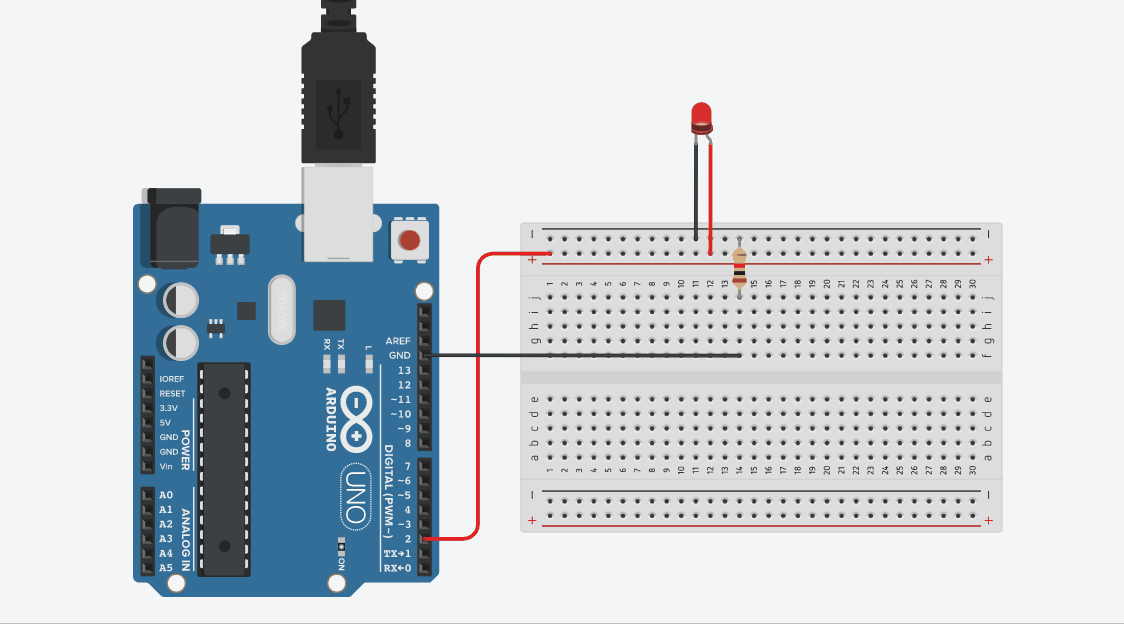 AREF
GND
13
12
~11
~10
~9
8
7
~6
~5
4
~3
2
TX→1
RX←0
RX
TX
L
ARDUINO
UNO
DIGITAL (PWM~)
ON
IOREF
RESET
3.3V
5V
GND
GND
Vin
POWER
A0
A1
A2
A3
A4
A5
ANALOG IN
− −
+ +
1 2 3 4 5 6 7 8 9 10 11 12 13 15 16 17 18 19 20 21 22 23 24 25 26 27 28 29 30
j j
i i
h h
g g
f
e e
d d
c c
b b
a a
1 2 3 4 5 6 7 8 9 10 11 12 13 14 15 16 17 18 19 20 21 22 23 24 25 26 27 28 29 30
− −
+ +